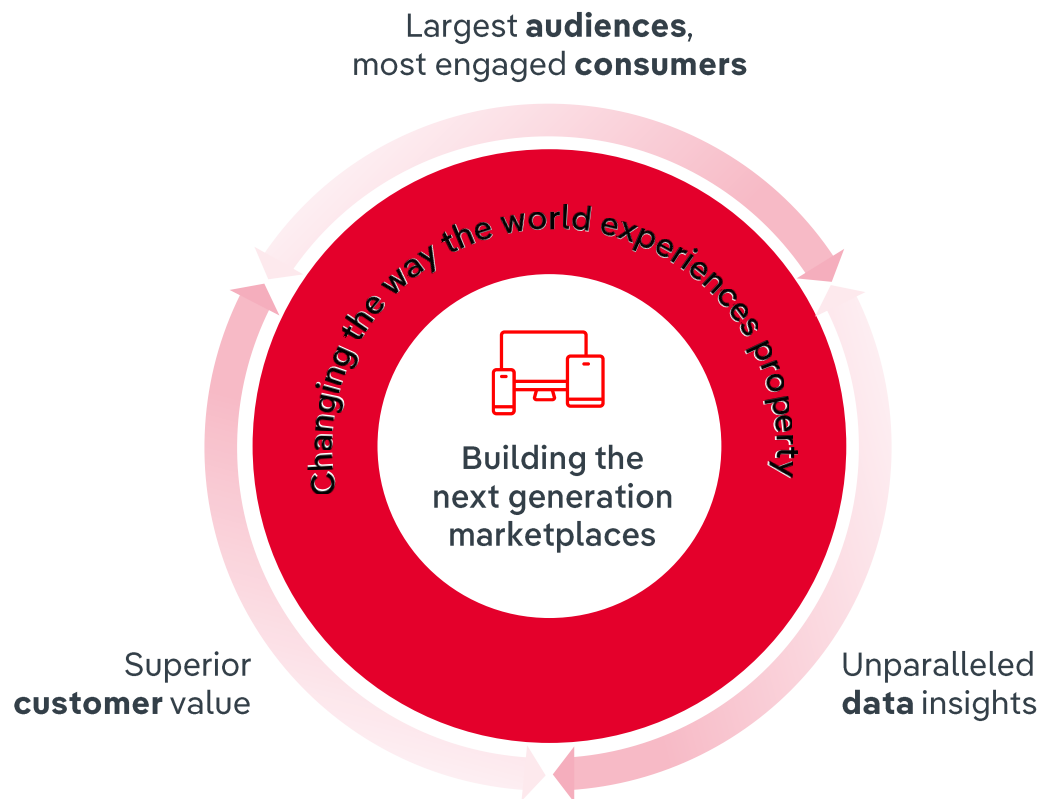 Largest audiences,
most engaged consumers
Changing the way the world experiences property
Building the
next generation
marketplaces
Superior
customer value
Unparalleled
data insights